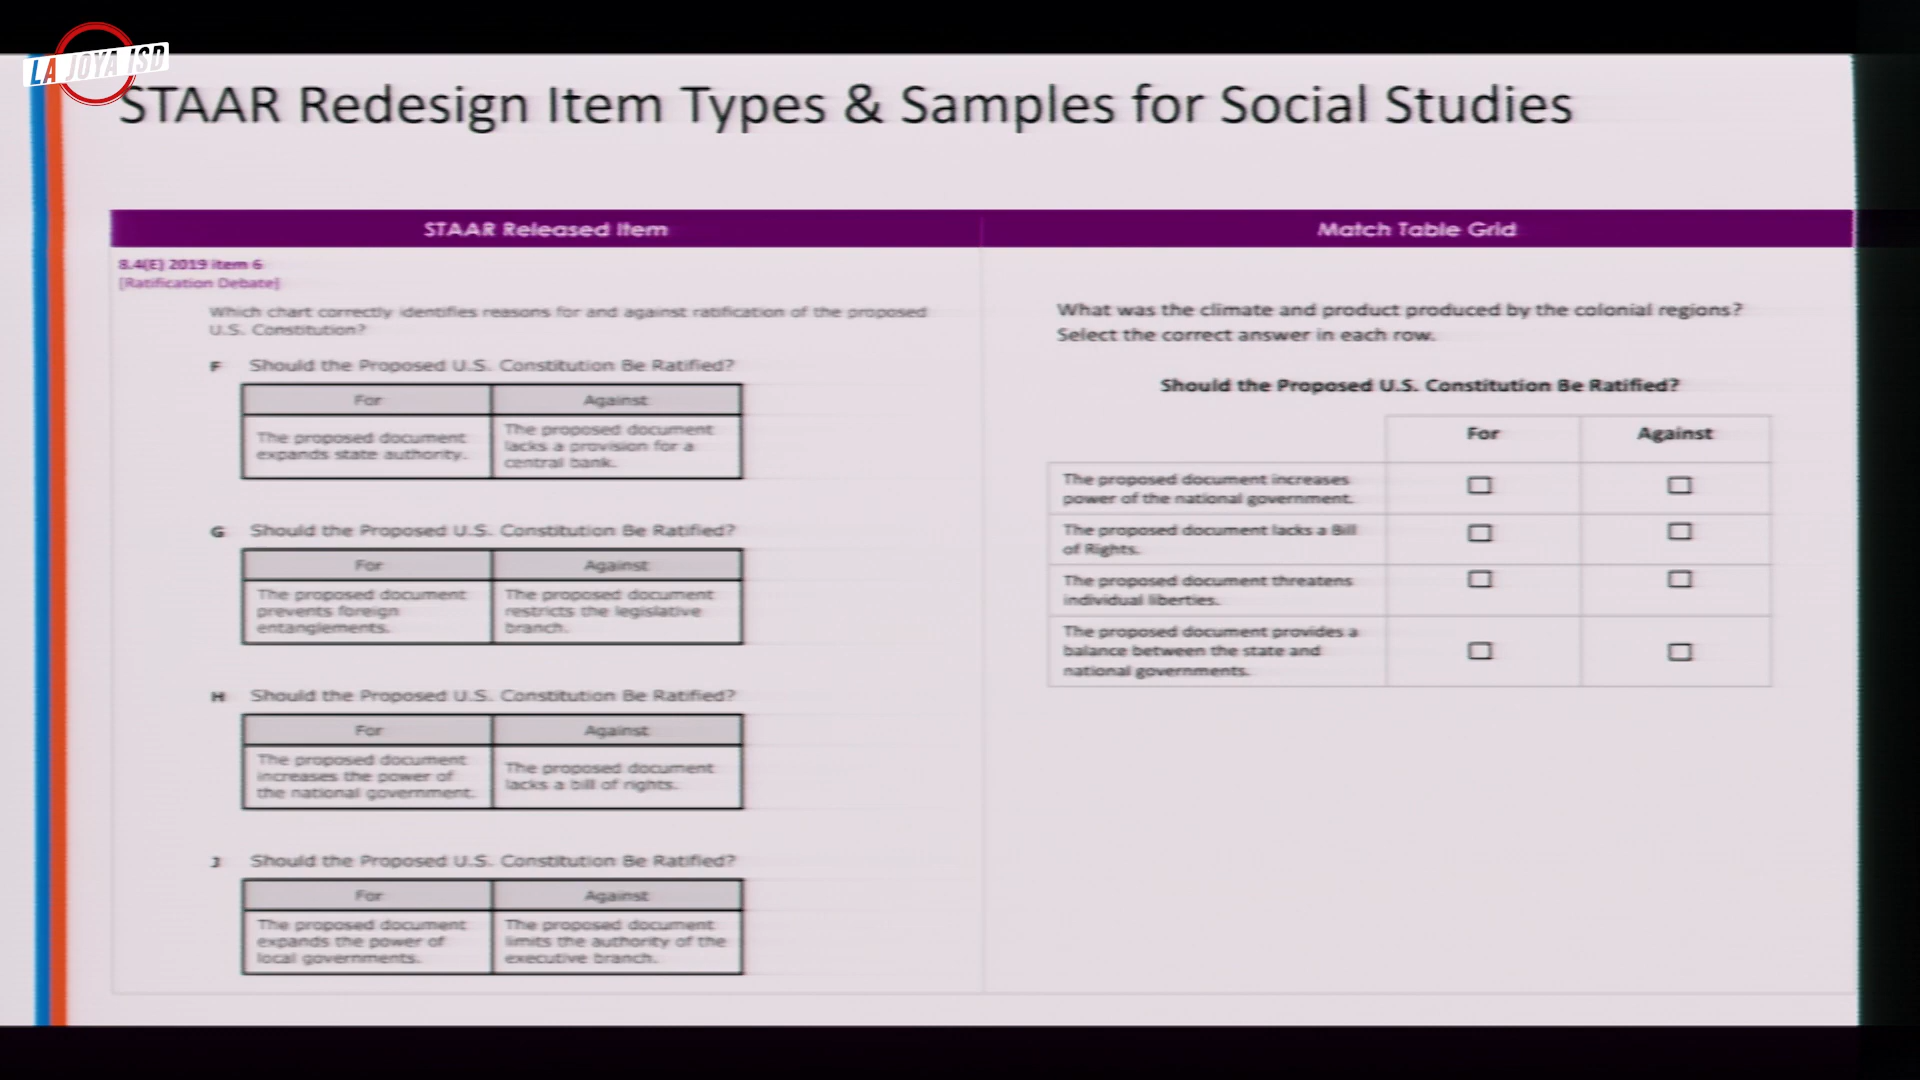 LA JOYA ISD
STAAR Redesign Item Types & Samples for Social Studies
STAAR Released Item
8.4(E) 2019 Item 6
[Ratification Debate]
Which chart correctly identifies reasons for and against ratification of the proposed
U.S. Constitution?
F Should the Proposed U.S. Constitution Be Ratified?
For Against
The proposed document
expands state authority.
The proposed document
lacks a provision for a
central bank.
G Should the Proposed U.S. Constitution Be Ratified?
For Against
The proposed document
prevents foreign
entanglements.
The proposed document
restricts the legislative
branch.
H Should the Proposed U.S. Constitution Be Ratified?
For Against
The proposed document
increases the power of
the national government.
The proposed document
lacks a bill of rights.
J Should the Proposed U.S. Constitution Be Ratified?
For Against
The proposed document
expands the power of
local governments.
The proposed document
limits the authority of the
executive branch.
Match Table Grid
What was the climate and product produced by the colonial regions?
Select the correct answer in each row.
Should the Proposed U.S. Constitution Be Ratified?
For Against
The proposed document increases
power of the national government.
The proposed document lacks a Bill
of Rights.
The proposed document threatens
individual liberties.
The proposed document provides a
balance between the state and
national governments.